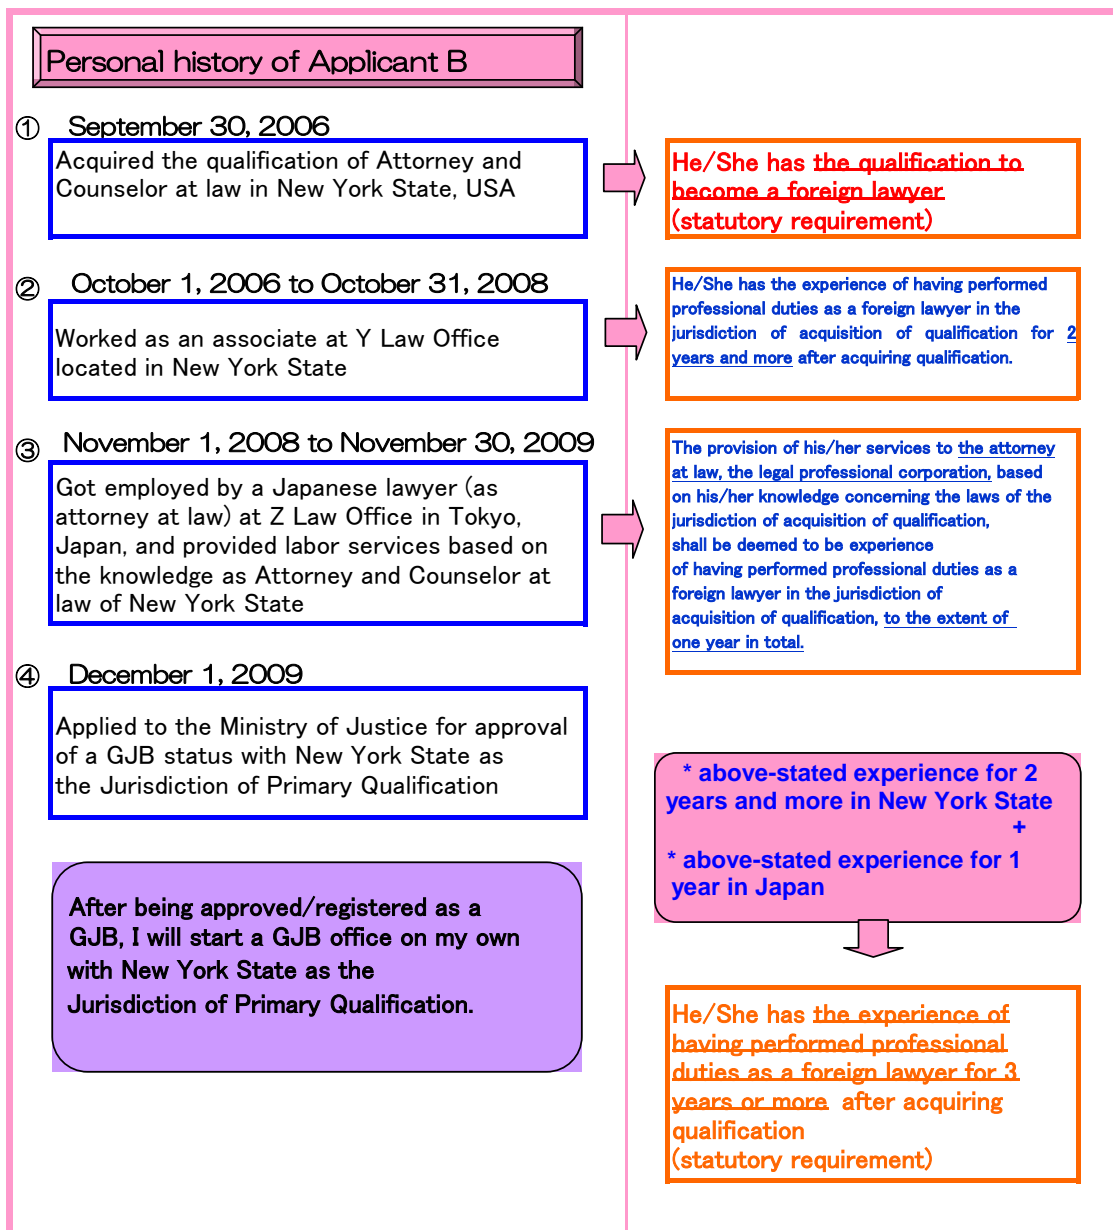 Personal history of Applicant B
① September 30, 2006
Acquired the qualification of Attorney and
Counselor at law in New York State, USA
He/She has the qualification to
become a foreign lawyer
(statutory requirement)
② October 1, 2006 to October 31, 2008
Worked as an associate at Y Law Office
located in New York State
He/She has the experience of having performed
professional duties as a foreign lawyer in the
jurisdiction of acquisition of qualification for 2
years and more after acquiring qualification.
③ November 1, 2008 to November 30, 2009
Got employed by a Japanese lawyer (as
attorney at law) at Z Law Office in Tokyo,
Japan, and provided labor services based on
the knowledge as Attorney and Counselor at
law of New York State
The provision of his/her services to the attorney
at law, the legal professional corporation, based
on his/her knowledge concerning the laws of the
jurisdiction of acquisition of qualification,
shall be deemed to be experience
of having performed professional duties as a
foreign lawyer in the jurisdiction of
acquisition of qualification, to the extent of
one year in total.
④ December 1, 2009
Applied to the Ministry of Justice for approval
of a GJB status with New York State as
the Jurisdiction of Primary Qualification
* above-stated experience for 2
years and more in New York State
+
* above-stated experience for 1
year in Japan
After being approved/registered as a
GJB, I will start a GJB office on my own
with New York State as the
Jurisdiction of Primary Qualification.
He/She has the experience of
having performed professional
duties as a foreign lawyer for 3
years or more after acquiring
qualification
(statutory requirement)